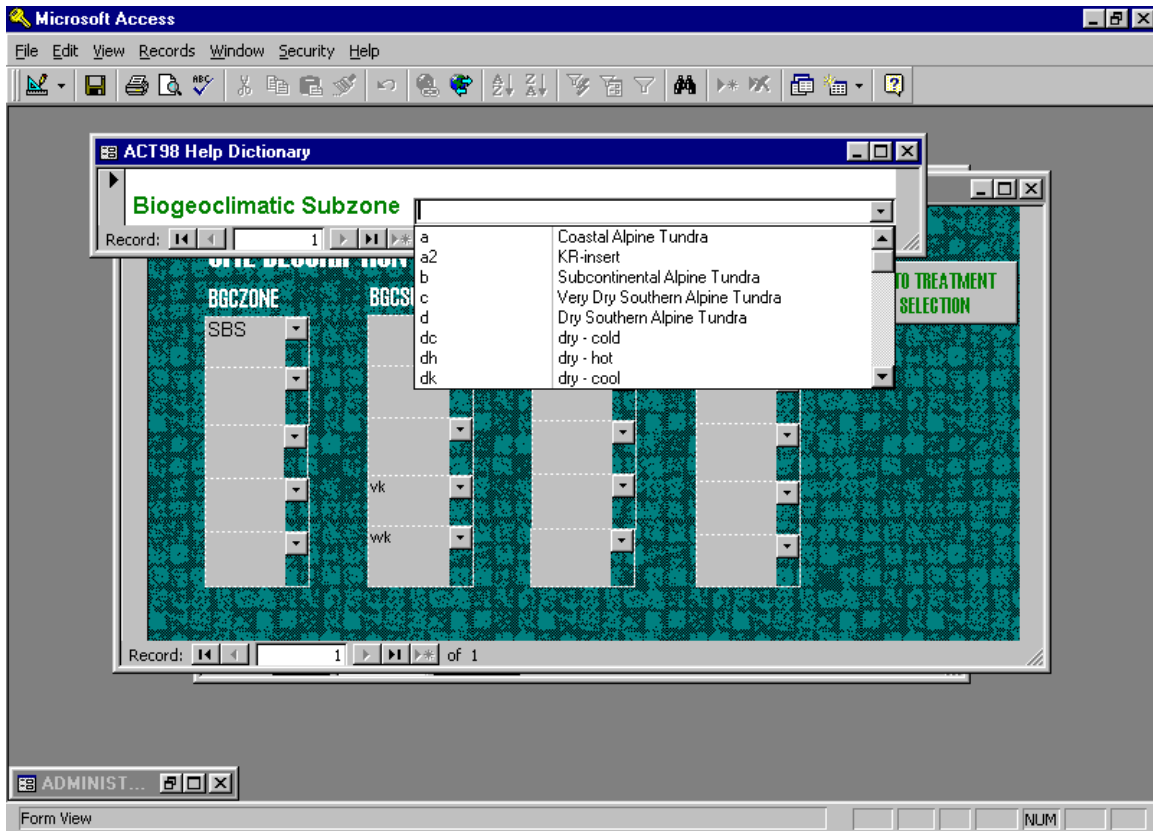 Microsoft Access
File Edit View Records Window Security Help
ACT98 Help Dictionary
Biogeoclimatic Subzone
a Coastal Alpine Tundra
a2 KR-insert
b Subcontinental Alpine Tundra
c Very Dry Southern Alpine Tundra
d Dry Southern Alpine Tundra
dc dry - cold
dh dry - hot
dk dry - cool
Record: 1
TO TREATMENT
SELECTION
BGCZONE
SBS
vk
wk
Record: 1 of 1
ADMINIST...
Form View NUM